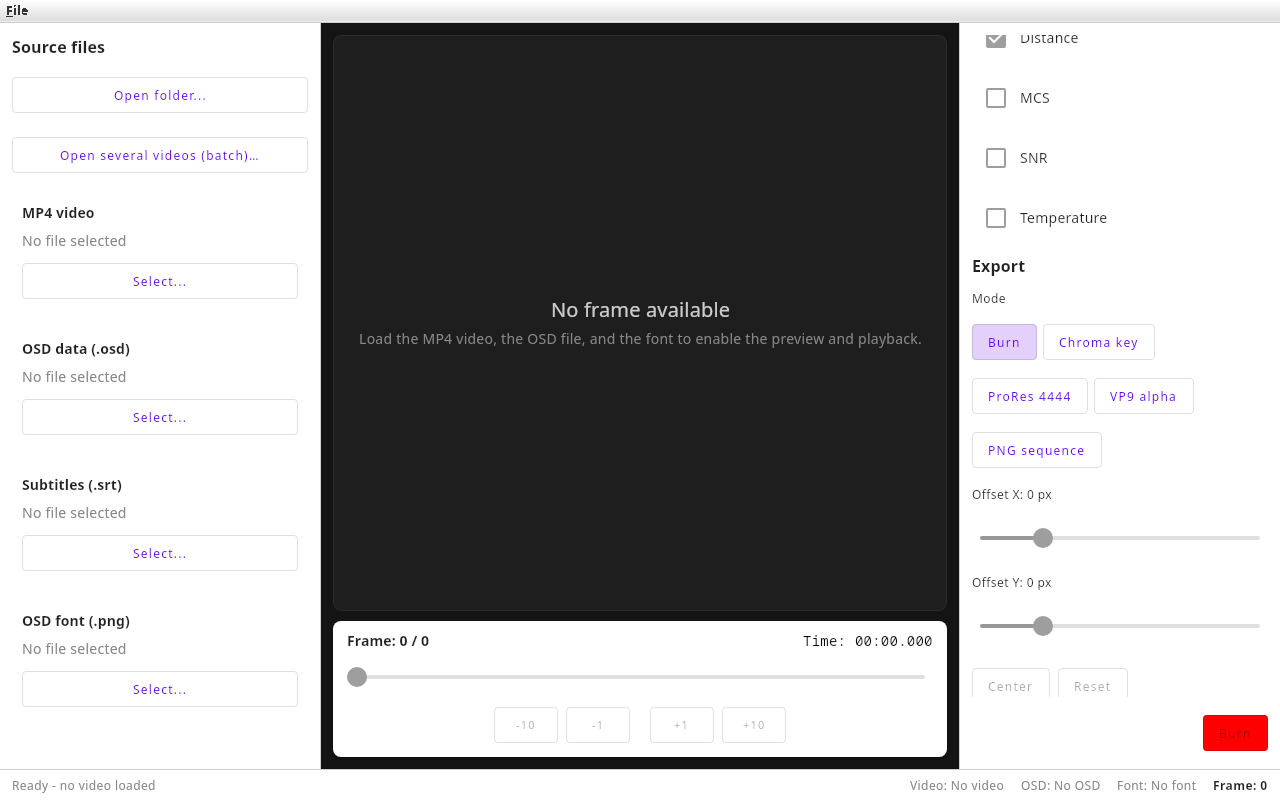 File
Source files
Open folder...
Open several videos (batch)…
MP4 video
No file selected
Select...
OSD data (.osd)
No file selected
Select...
Subtitles (.srt)
No file selected
Select...
OSD font (.png)
No file selected
Select...
No frame available
Load the MP4 video, the OSD file, and the font to enable the preview and playback.
Frame: 0 / 0
Time: 00:00.000
-10
-1
+1
+10
Distance
MCS
SNR
Temperature
Export
Mode
Burn
Chroma key
ProRes 4444
VP9 alpha
PNG sequence
Offset X: 0 px
Offset Y: 0 px
Center
Reset
Burn
Ready - no video loaded
Video: No video
OSD: No OSD
Font: No font
Frame: 0